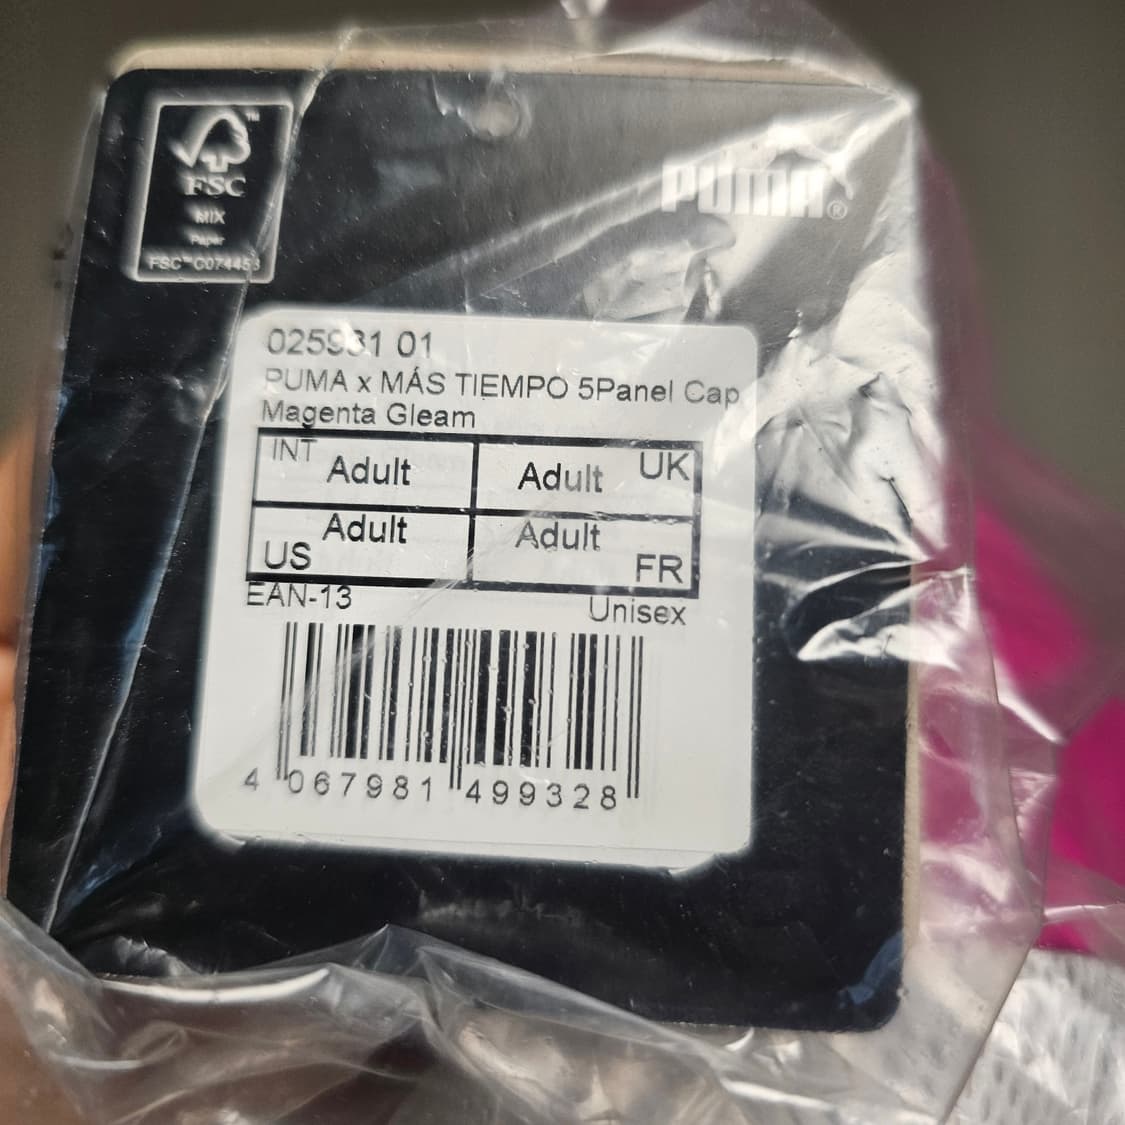 FSC™
MIX
Paper
FSC™ C074453
PUMA®
025931 01
PUMA x MÁS TIEMPO 5Panel Cap
Magenta Gleam
INT Adult
Adult UK
Adult US
Adult FR
EAN-13
Unisex
4 067981 499328